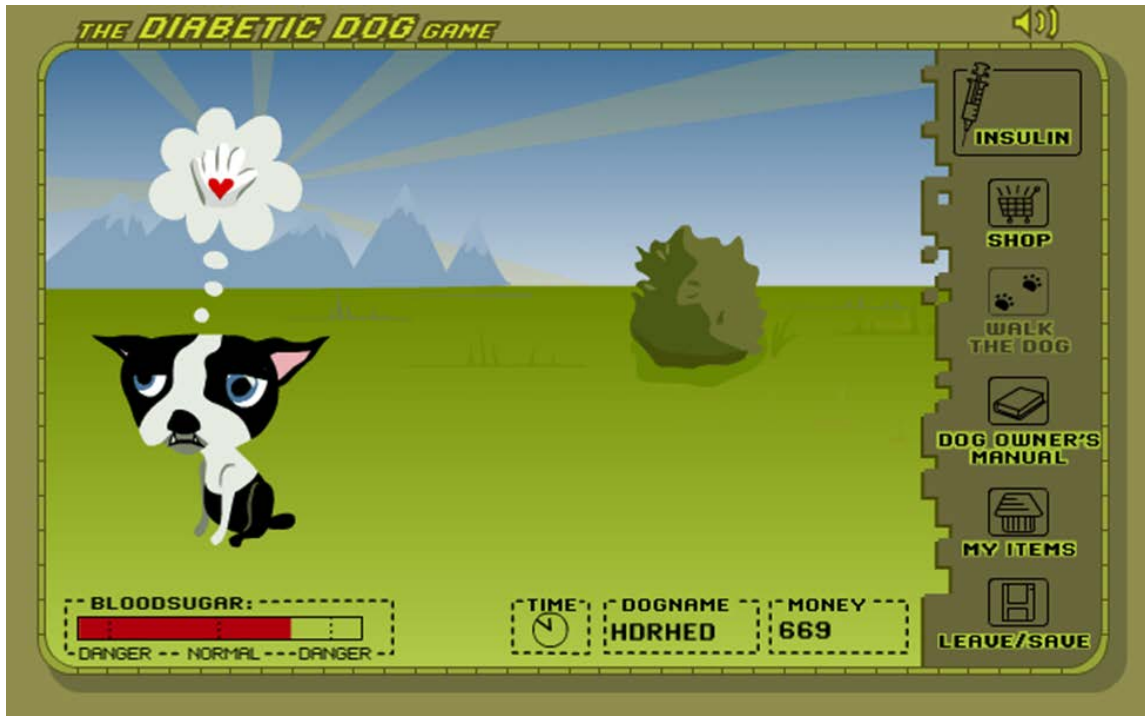 THE DIABETIC DOG GAME
INSULIN
SHOP
WALK
THE DOG
DOG OWNER'S
MANUAL
MY ITEMS
LEAVE/SAVE
BLOODSUGAR:
DANGER -- NORMAL ---DANGER
TIME
DOGNAME
HDRHED
MONEY
669